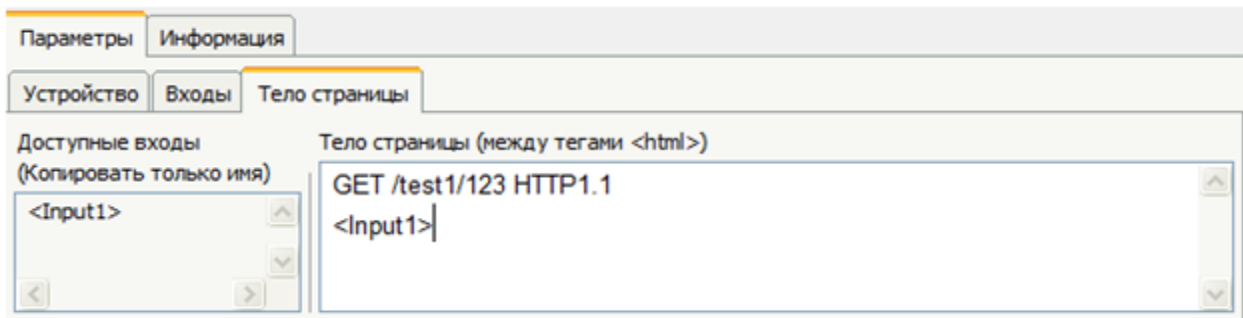 Параметры Информация
Устройство Входы Тело страницы
Доступные входы
(Копировать только имя)
<Input1>
Тело страницы (между тегами <html>)
GET /test1/123 HTTP1.1
<Input1>